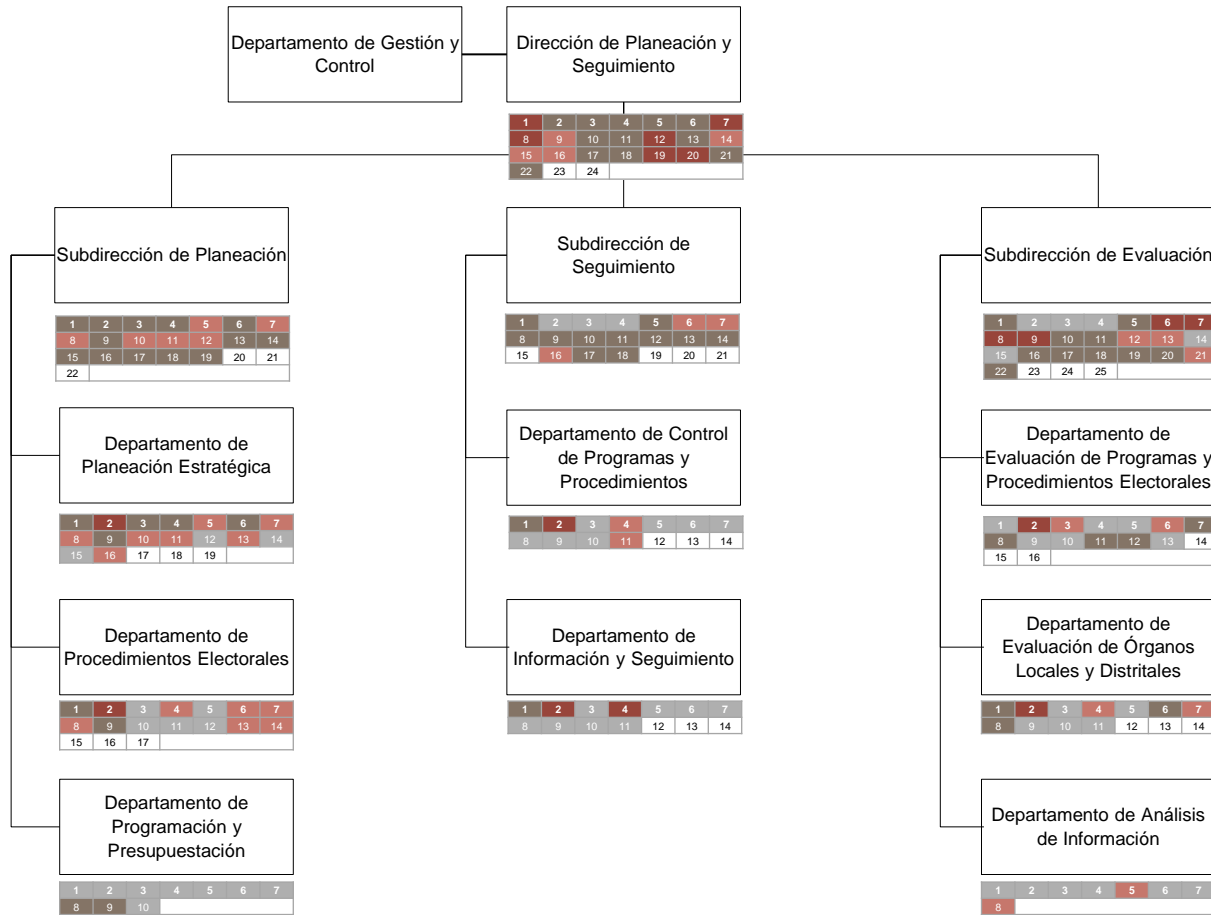 Departamento de Gestión y
Control
Dirección de Planeación y
Seguimiento
1 2 3 4 5 6 7
8 9 10 11 12 13 14
15 16 17 18 19 20 21
22 23 24
Subdirección de Planeación
1 2 3 4 5 6 7
8 9 10 11 12 13 14
15 16 17 18 19 20 21
22
Departamento de
Planeación Estratégica
1 2 3 4 5 6 7
8 9 10 11 12 13 14
15 16 17 18 19
Departamento de
Procedimientos Electorales
1 2 3 4 5 6 7
8 9 10 11 12 13 14
15 16 17
Departamento de
Programación y
Presupuestación
1 2 3 4 5 6 7
8 9 10
Subdirección de
Seguimiento
1 2 3 4 5 6 7
8 9 10 11 12 13 14
15 16 17 18 19 20 21
Departamento de Control
de Programas y
Procedimientos
1 2 3 4 5 6 7
8 9 10 11 12 13 14
Departamento de
Información y Seguimiento
1 2 3 4 5 6 7
8 9 10 11 12 13 14
Subdirección de Evaluación
1 2 3 4 5 6 7
8 9 10 11 12 13 14
15 16 17 18 19 20 21
22 23 24 25
Departamento de
Evaluación de Programas y
Procedimientos Electorales
1 2 3 4 5 6 7
8 9 10 11 12 13 14
15 16
Departamento de
Evaluación de Órganos
Locales y Distritales
1 2 3 4 5 6 7
8 9 10 11 12 13 14
Departamento de Análisis
de Información
1 2 3 4 5 6 7
8